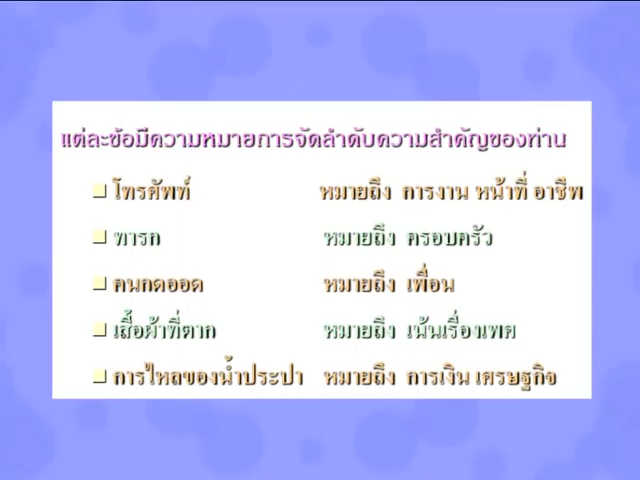 แต่ละข้อมีความหมายการจัดลำดับความสำคัญของท่าน
โทรศัพท์ หมายถึง การงาน หน้าที่ อาชีพ
ทารก หมายถึง ครอบครัว
คนกดออด หมายถึง เพื่อน
เสื้อผ้าที่ตาก หมายถึง เน้นเรื่องเพศ
การไหลของน้ำประปา หมายถึง การเงิน เศรษฐกิจ